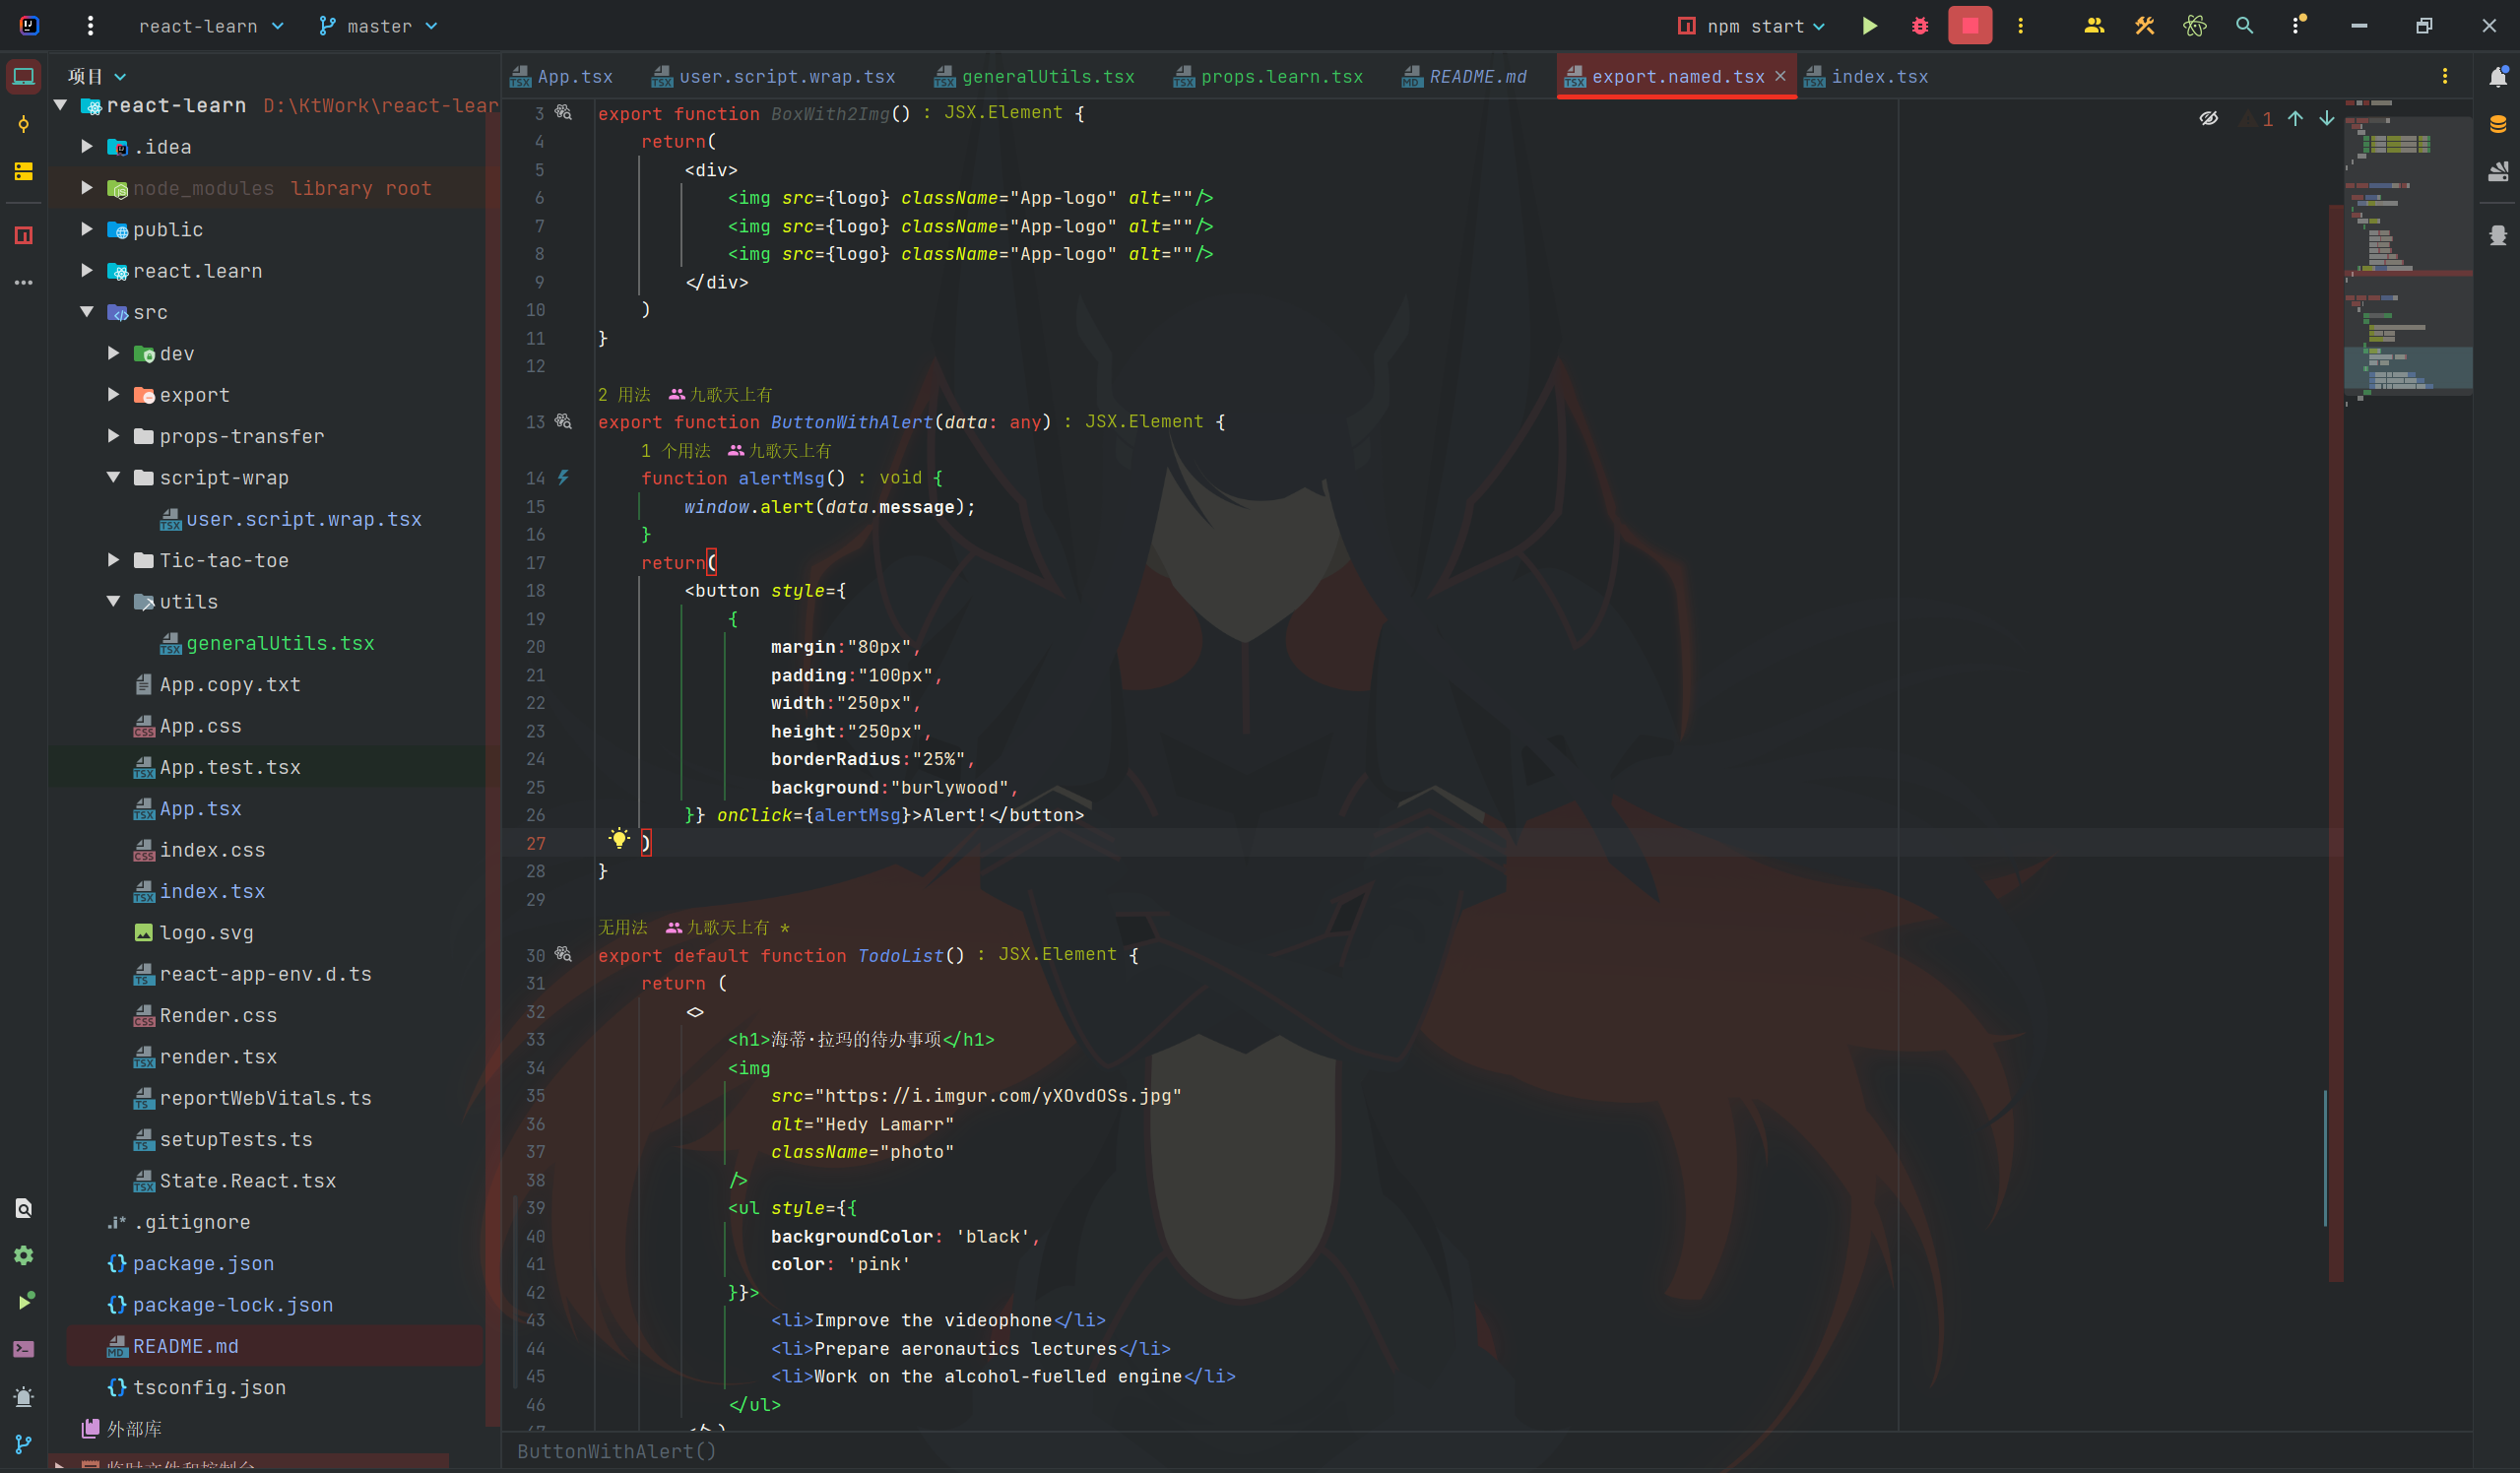 react-learn
master
npm start
项目
react-learn D:\KtWork\react-lear
.idea
node_modules library root
public
react.learn
src
dev
export
props-transfer
script-wrap
user.script.wrap.tsx
Tic-tac-toe
utils
generalUtils.tsx
App.copy.txt
App.css
App.test.tsx
App.tsx
index.css
index.tsx
logo.svg
react-app-env.d.ts
Render.css
render.tsx
reportWebVitals.ts
setupTests.ts
State.React.tsx
.gitignore
package.json
package-lock.json
README.md
tsconfig.json
外部库
临时文件和控制台
App.tsx
user.script.wrap.tsx
generalUtils.tsx
props.learn.tsx
README.md
export.named.tsx
index.tsx
1
3 export function BoxWith2Img() : JSX.Element {
4 return(
5 <div>
6 <img src={logo} className="App-logo" alt=""/>
7 <img src={logo} className="App-logo" alt=""/>
8 <img src={logo} className="App-logo" alt=""/>
9 </div>
10 )
11 }
12
2 用法 九歌天上有
13 export function ButtonWithAlert(data: any) : JSX.Element {
1 个用法 九歌天上有
14 function alertMsg() : void {
15 window.alert(data.message);
16 }
17 return(
18 <button style={
19 {
20 margin:"80px",
21 padding:"100px",
22 width:"250px",
23 height:"250px",
24 borderRadius:"25%",
25 background:"burlywood",
26 }} onClick={alertMsg}>Alert!</button>
27 )
28 }
29
无用法 九歌天上有 *
30 export default function TodoList() : JSX.Element {
31 return (
32 <>
33 <h1>海蒂·拉玛的待办事项</h1>
34 <img
35 src="https://i.imgur.com/yXOvdOSs.jpg"
36 alt="Hedy Lamarr"
37 className="photo"
38 />
39 <ul style={{
40 backgroundColor: 'black',
41 color: 'pink'
42 }}>
43 <li>Improve the videophone</li>
44 <li>Prepare aeronautics lectures</li>
45 <li>Work on the alcohol-fuelled engine</li>
46 </ul>
ButtonWithAlert()